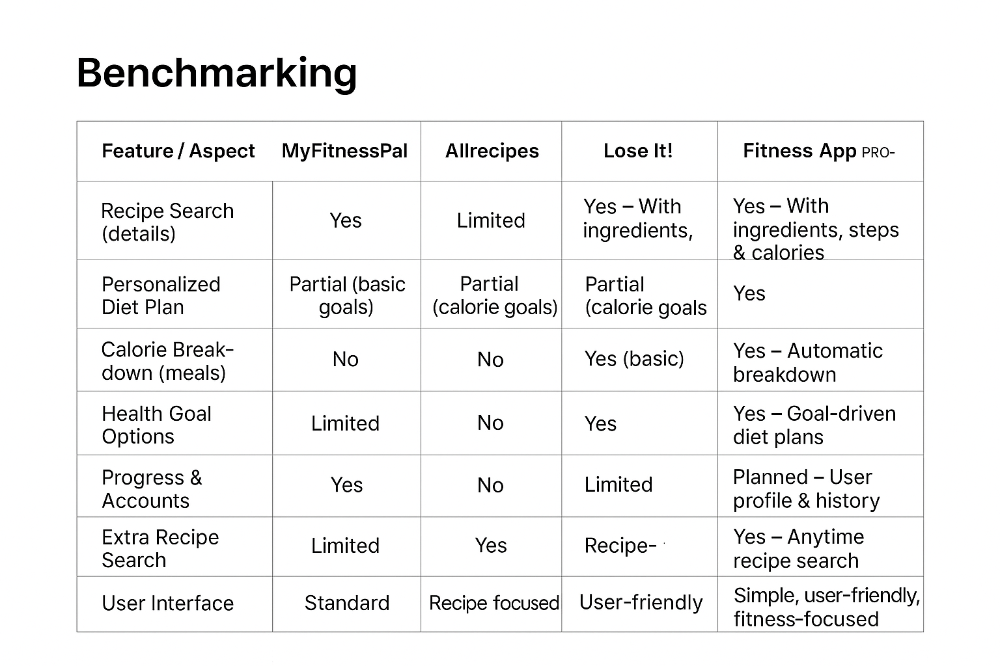 Benchmarking
Feature / Aspect MyFitnessPal Allrecipes Lose It! Fitness App PRO-
Recipe Search
(details)
Yes
Limited
Yes – With
ingredients,
Yes – With
ingredients, steps
& calories
Personalized
Diet Plan
Partial (basic
goals)
Partial
(calorie goals)
Partial
(calorie goals
Yes
Calorie Break-
down (meals)
No
No
Yes (basic)
Yes – Automatic
breakdown
Health Goal
Options
Limited
No
Yes
Yes – Goal-driven
diet plans
Progress &
Accounts
Yes
No
Limited
Planned – User
profile & history
Extra Recipe
Search
Limited
Yes
Recipe-
Yes – Anytime
recipe search
User Interface
Standard
Recipe focused
User-friendly
Simple, user-friendly,
fitness-focused